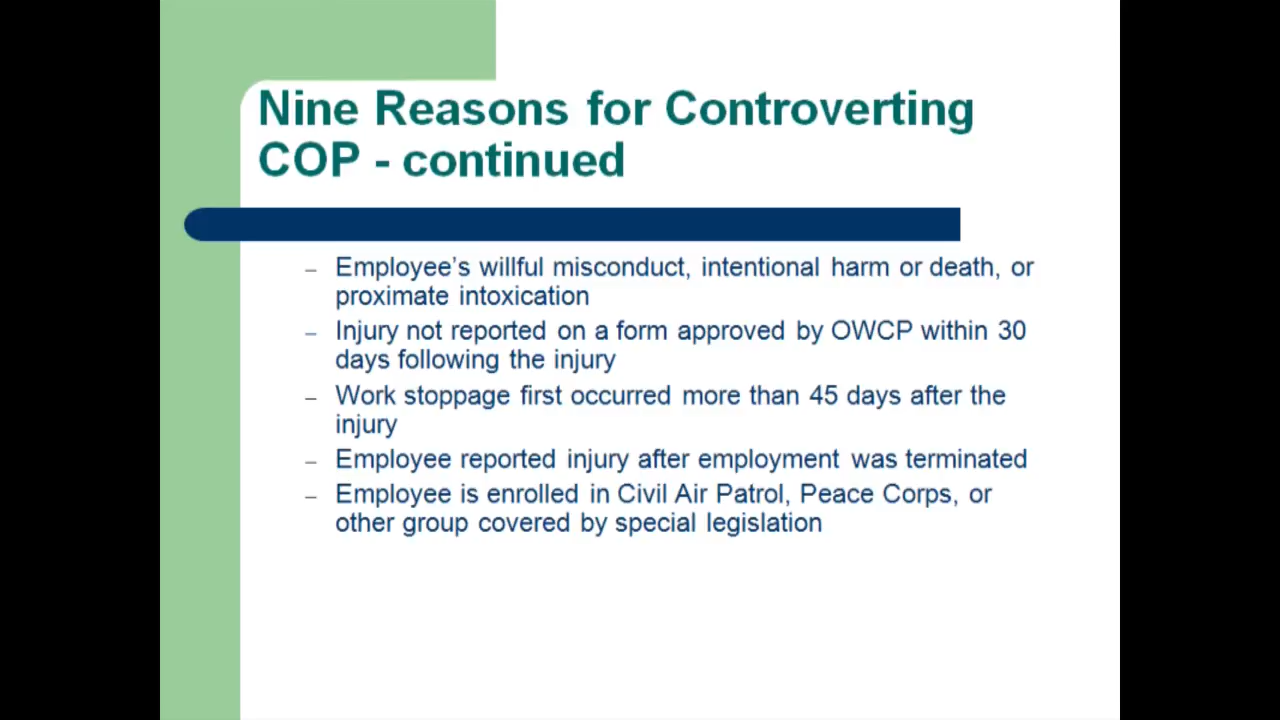 Nine Reasons for Controverting
COP - continued
– Employee's willful misconduct, intentional harm or death, or
proximate intoxication
– Injury not reported on a form approved by OWCP within 30
days following the injury
– Work stoppage first occurred more than 45 days after the
injury
– Employee reported injury after employment was terminated
– Employee is enrolled in Civil Air Patrol, Peace Corps, or
other group covered by special legislation